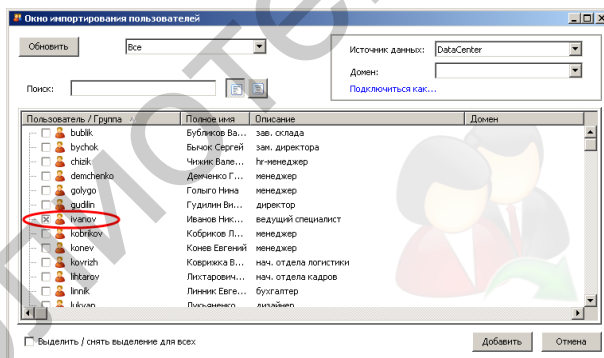 Окно импортирования пользователей
Обновить Все Источник данных: DataCenter
Домен:
Поиск: Подключиться как...
Пользователь / Группа Полное имя Описание Домен
bublik Бубликов Ва... зав. склада
bychok Бычок Сергей зам. директора
chizik Чижик Вале... hr-менеджер
demchenko Демченко Г... менеджер
golygo Голыго Нина менеджер
gudilin Гудилин Ви... директор
ivanov Иванов Ник... ведущий специалист
kobrikov Кобриков Л... менеджер
konev Конев Евгений менеджер
kovrizh Коврижка В... нач. отдела логистики
lihtarov Лихтарович... нач. отдела кадров
linnik Линник Евге... бухгалтер
lukyan Лукьяненко дизайнер
Выделить / снять выделение для всех Добавить Отмена